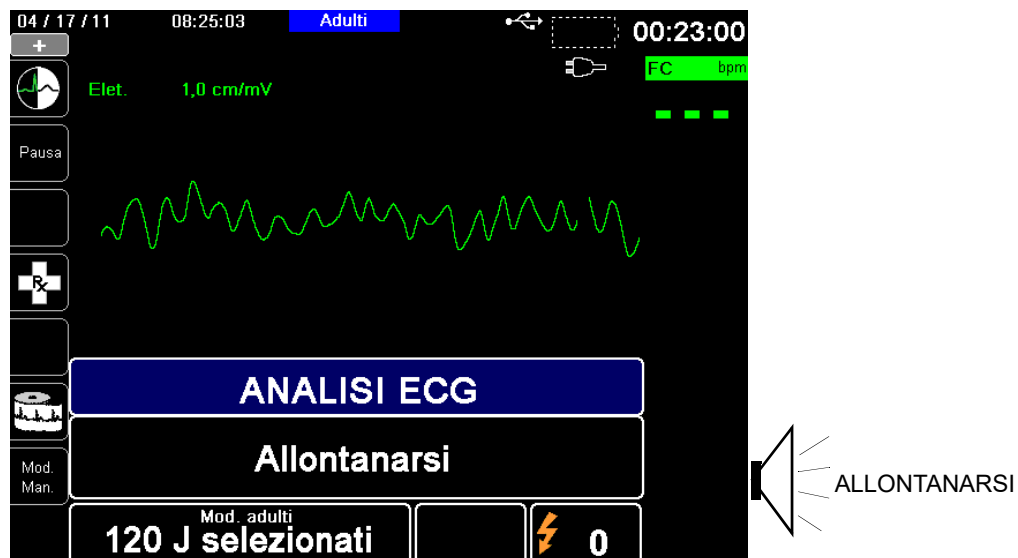 04 / 17 / 11 08:25:03 Adulti 00:23:00
+
FC bpm
Elet. 1,0 cm/mV
- - -
Pausa
Rx
ANALISI ECG
Allontanarsi
ALLONTANARSI
Mod.
Man.
Mod. adulti
120 J selezionati 0